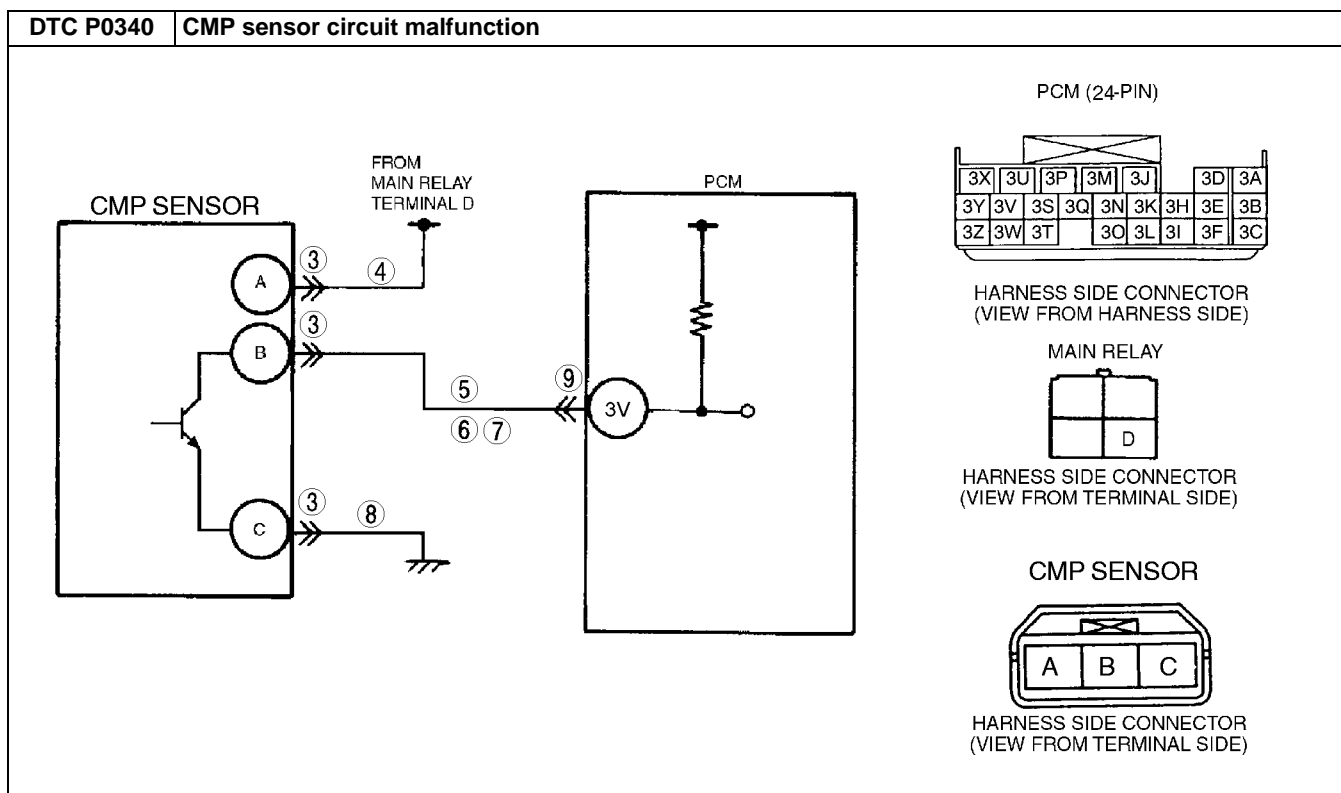 DTC P0340 CMP sensor circuit malfunction
CMP SENSOR
FROM
MAIN RELAY
TERMINAL D
PCM
A
3
4
B
3
5
6 7
9
3V
C
3
8
PCM (24-PIN)
3X 3U 3P 3M 3J 3D 3A
3Y 3V 3S 3Q 3N 3K 3H 3E 3B
3Z 3W 3T 3O 3L 3I 3F 3C
HARNESS SIDE CONNECTOR
(VIEW FROM HARNESS SIDE)
MAIN RELAY
D
HARNESS SIDE CONNECTOR
(VIEW FROM TERMINAL SIDE)
CMP SENSOR
A B C
HARNESS SIDE CONNECTOR
(VIEW FROM TERMINAL SIDE)